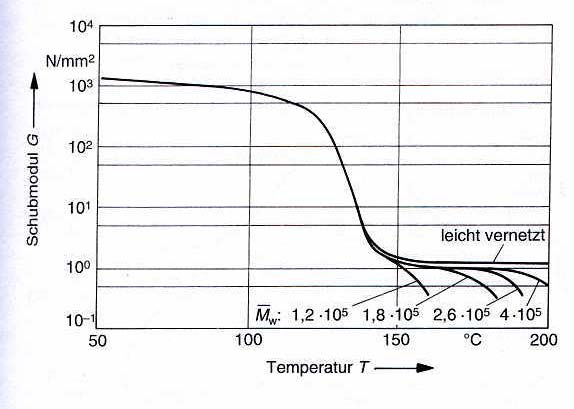 10⁴
N/mm²
10³
10²
10¹
10⁰
10⁻¹
Schubmodul G
leicht vernetzt
M̅w: 1,2 ·10⁵ 1,8 ·10⁵ 2,6 ·10⁵ 4 ·10⁵
50 100 150 °C 200
Temperatur T